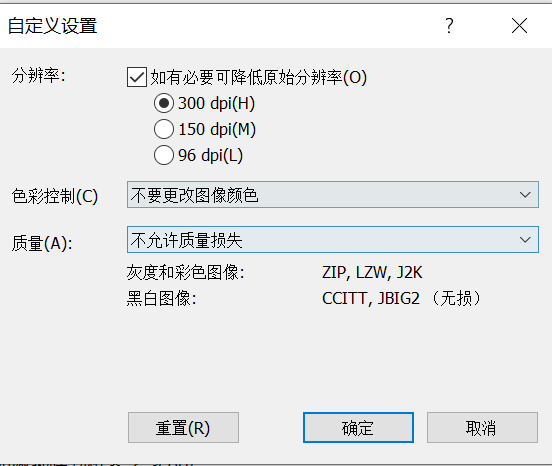 自定义设置
分辨率:
如有必要可降低原始分辨率(O)
300 dpi(H)
150 dpi(M)
96 dpi(L)
色彩控制(C)
不要更改图像颜色
质量(A):
不允许质量损失
灰度和彩色图像: ZIP, LZW, J2K
黑白图像: CCITT, JBIG2 （无损）
重置(R) 确定 取消